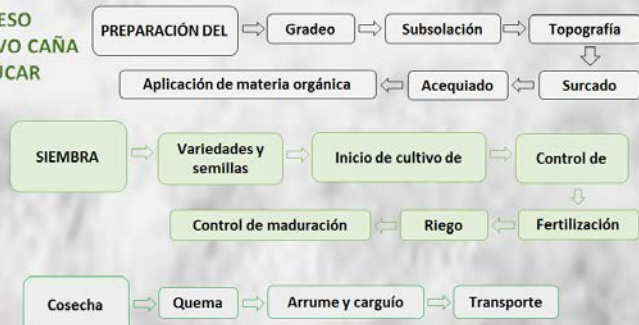 ESO
VO CAÑA
ÚCAR
PREPARACIÓN DEL
Gradeo
Subsolación
Topografía
Aplicación de materia orgánica
Acequiado
Surcado
SIEMBRA
Variedades y
semillas
Inicio de cultivo de
Control de
Control de maduración
Riego
Fertilización
Cosecha
Quema
Arrume y carguío
Transporte